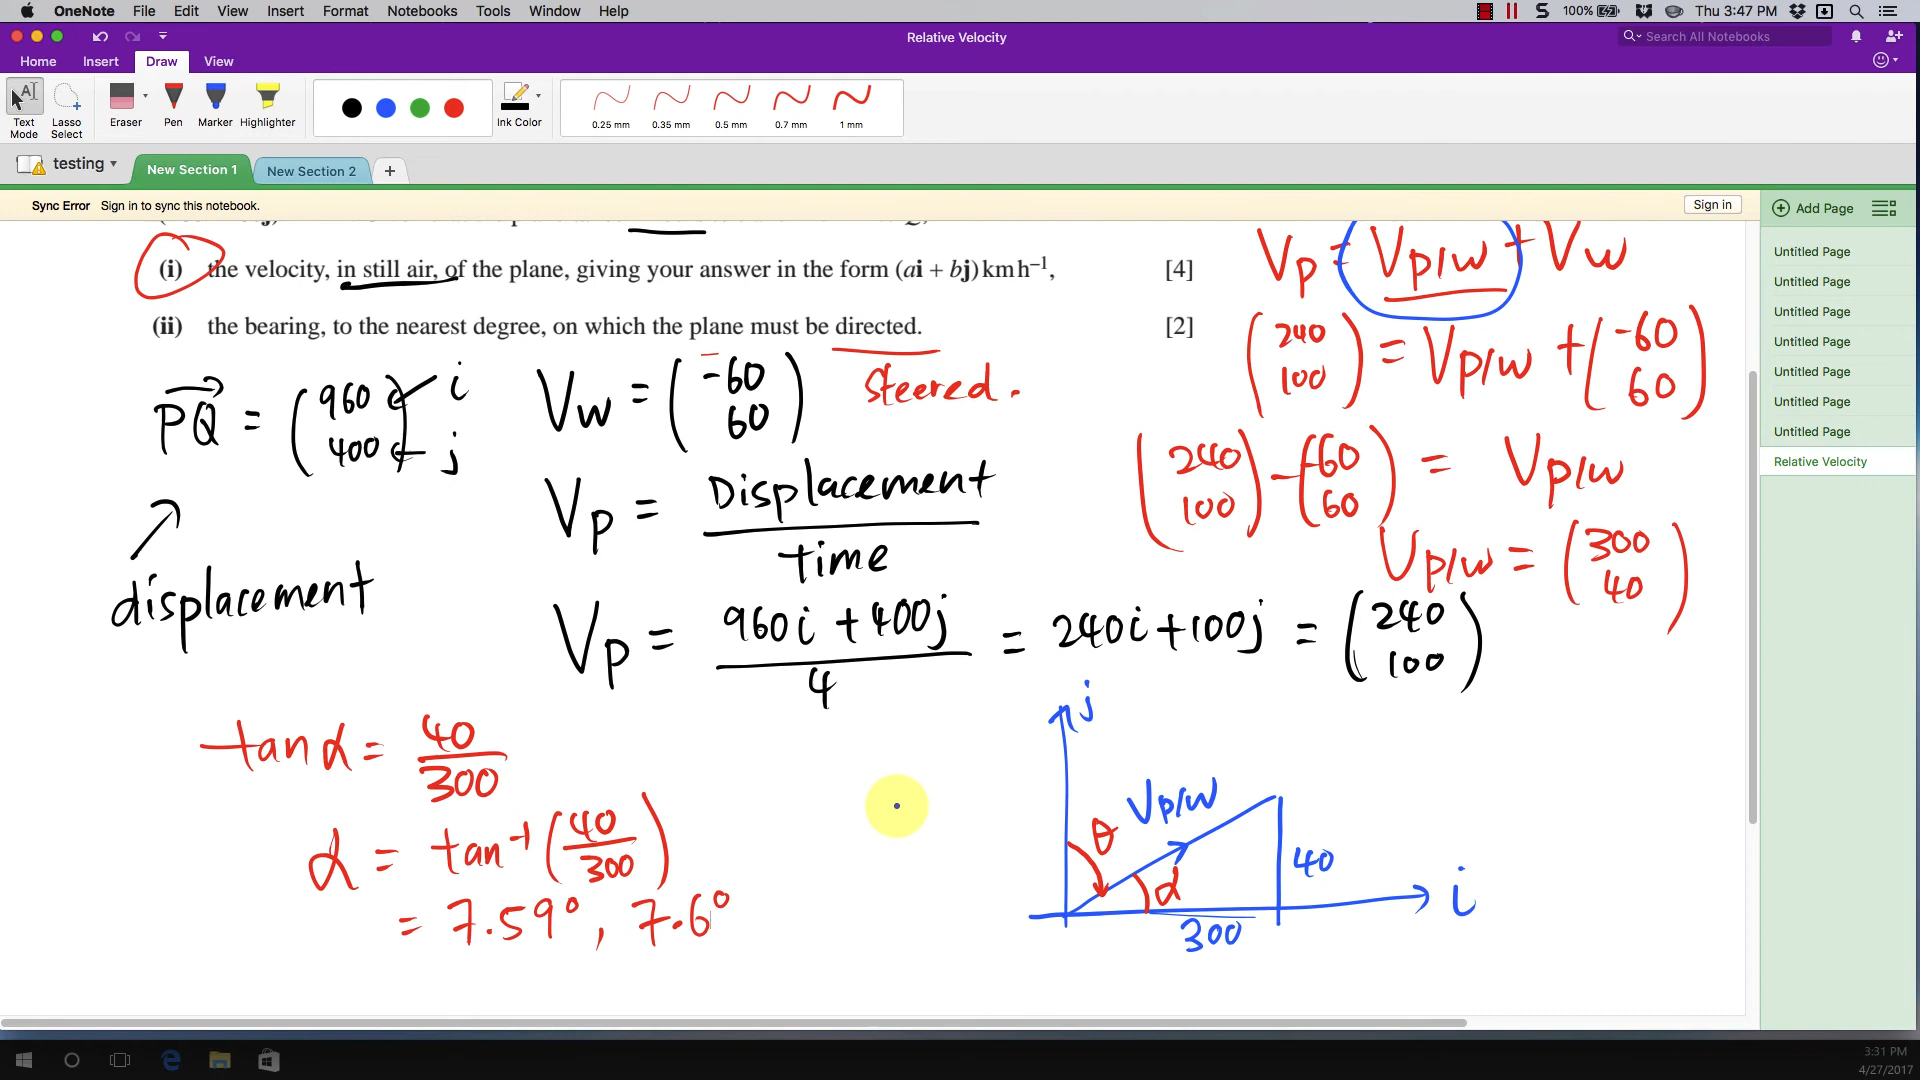 OneNote File Edit View Insert Format Notebooks Tools Window Help 100% Thu 3:47 PM
Relative Velocity
Search All Notebooks
Home Insert Draw View
Text Mode
Lasso Select
Eraser
Pen
Marker
Highlighter
Ink Color
0.25 mm 0.35 mm 0.5 mm 0.7 mm 1 mm
testing
New Section 1
New Section 2
Sync Error Sign in to sync this notebook.
Sign in
Add Page
Untitled Page
Untitled Page
Untitled Page
Untitled Page
Untitled Page
Untitled Page
Untitled Page
Relative Velocity
(i) the velocity, in still air, of the plane, giving your answer in the form (ai + bj) km h⁻¹, [4]
(ii) the bearing, to the nearest degree, on which the plane must be directed. [2]
Vp = Vp/w + Vw
(240 100) = Vp/w + (-60 60)
(240 100) - (-60 60) = Vp/w
Vp/w = (300 40)
PQ = (960 400) i j
Vw = (-60 60)
Steered.
displacement
Vp = Displacement / time
Vp = 960i + 400j / 4 = 240i + 100j = (240 100)
tan α = 40/300
α = tan⁻¹ (40/300)
= 7.59°, 7.6°
j
Vp/w
θ
α
40
300
i
3:31 PM
4/27/2017